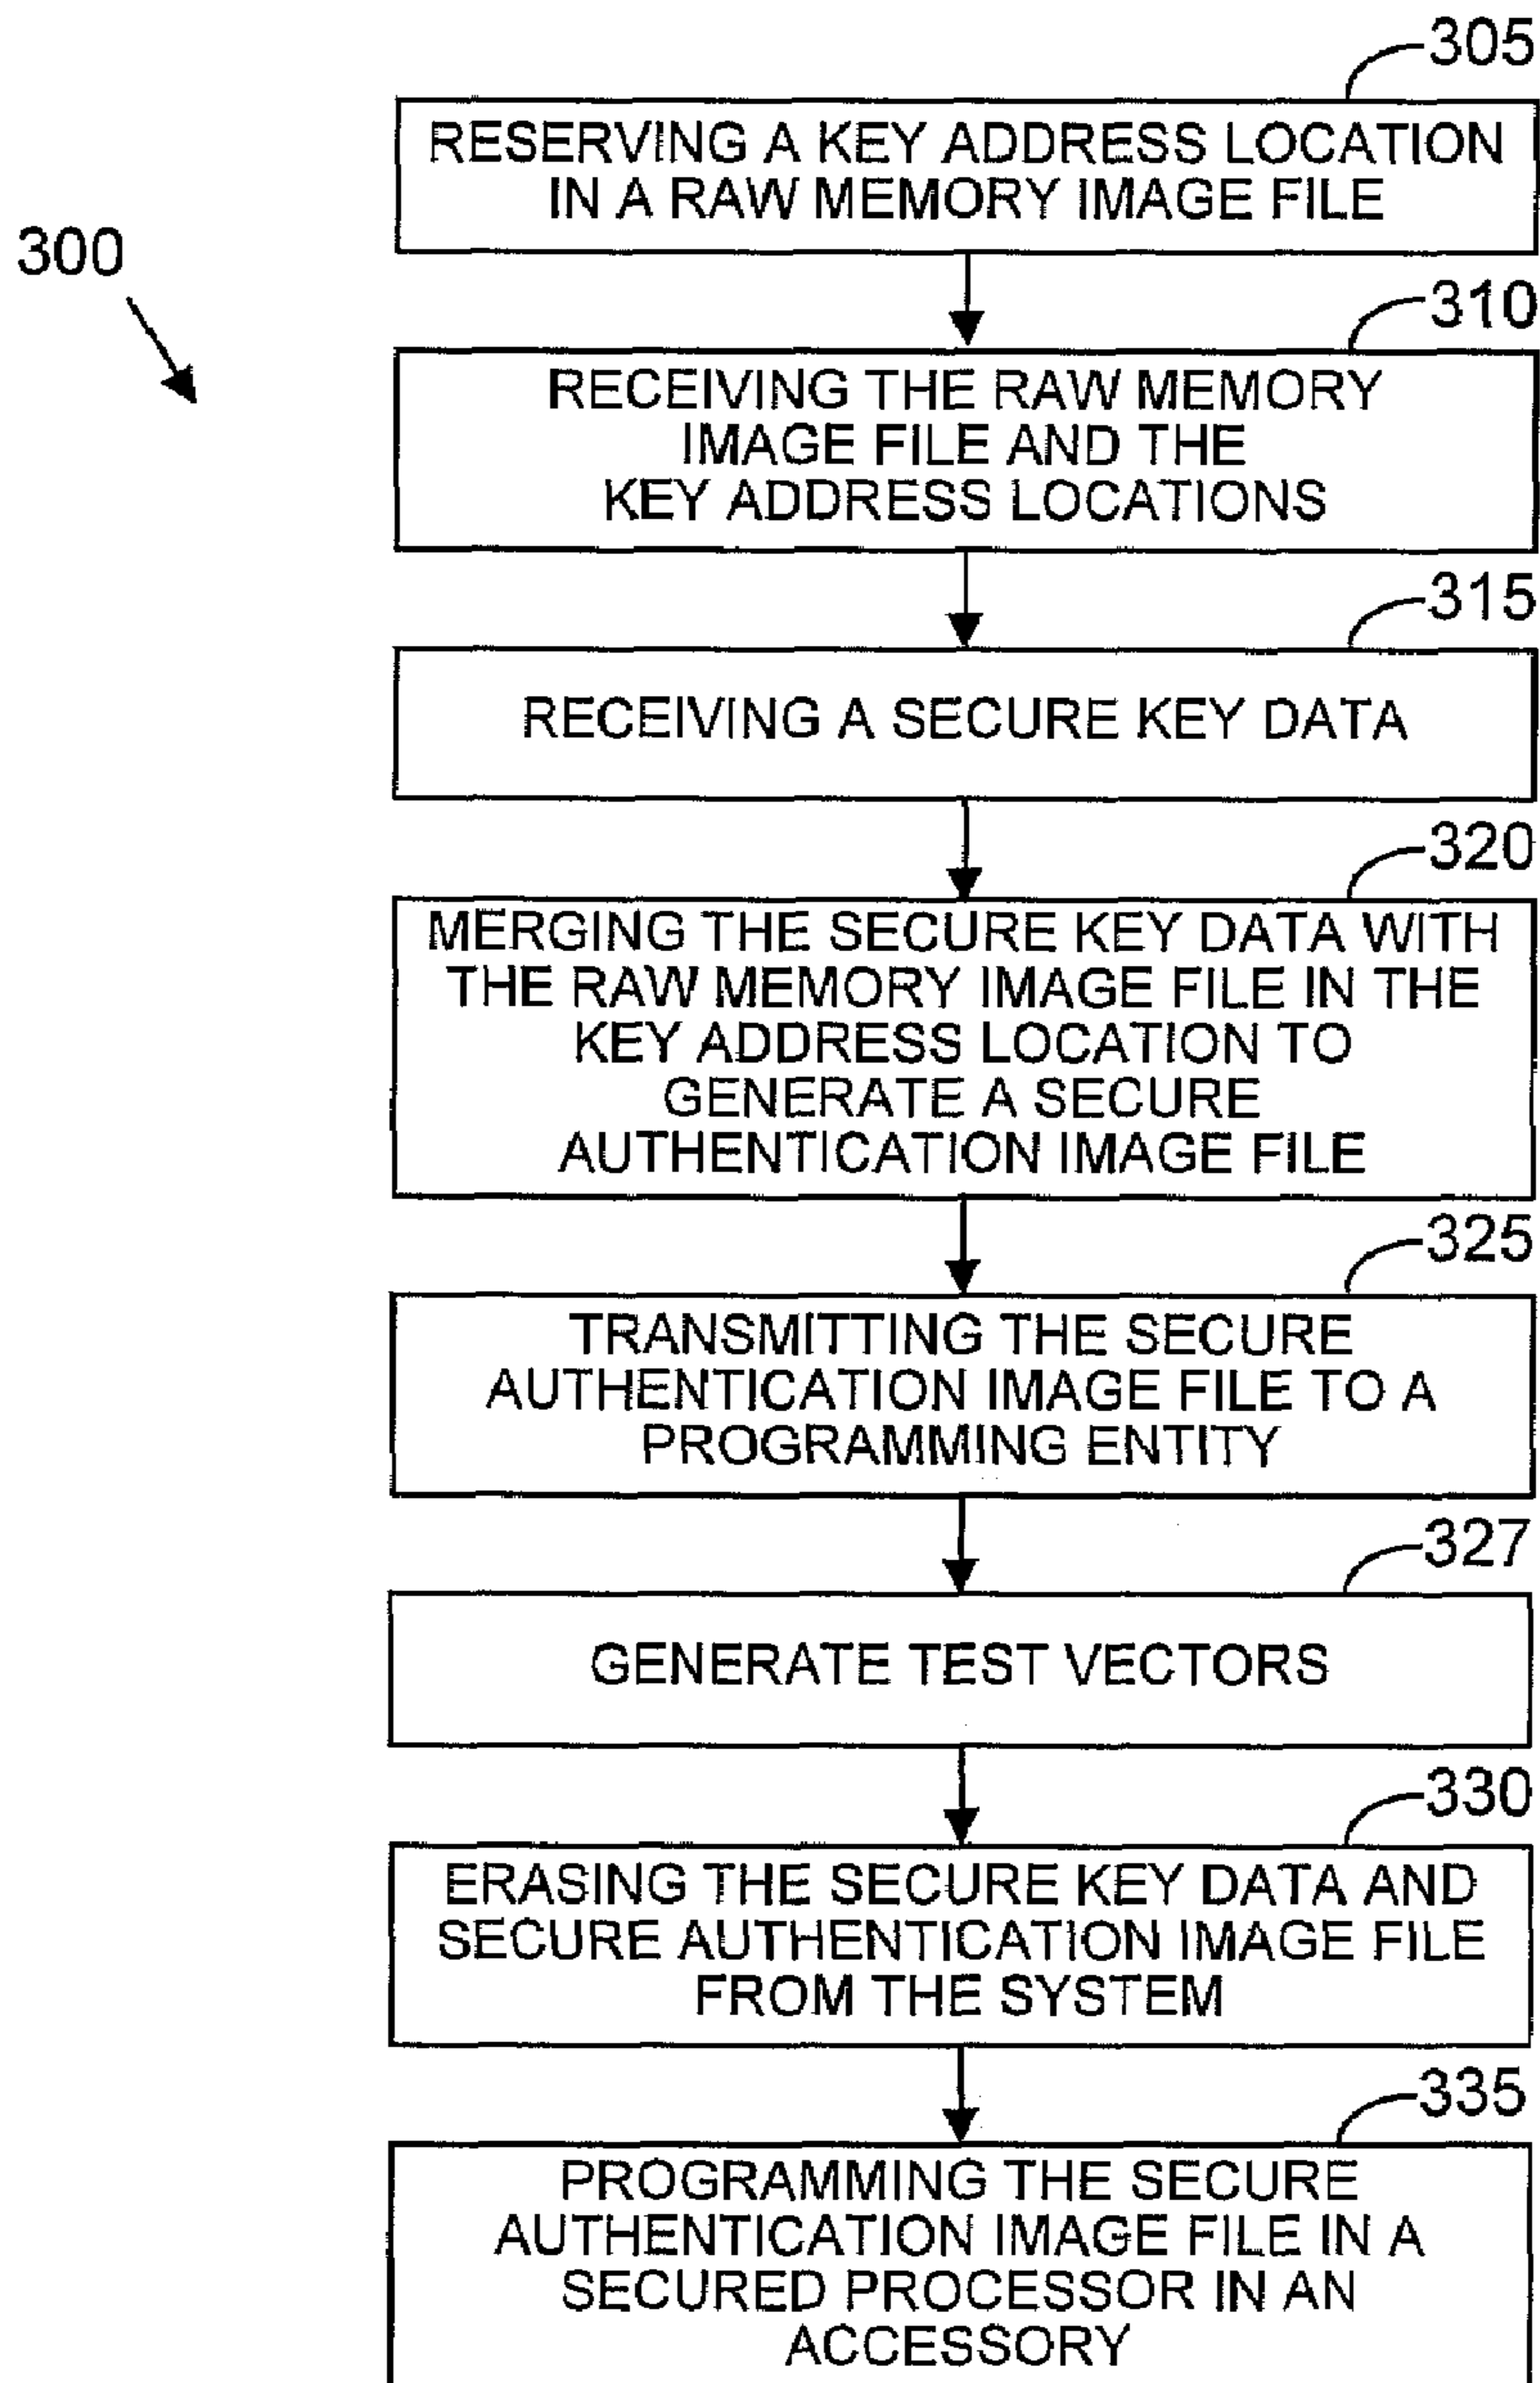 305
RESERVING A KEY ADDRESS LOCATION
IN A RAW MEMORY IMAGE FILE
300
310
RECEIVING THE RAW MEMORY
IMAGE FILE AND THE
KEY ADDRESS LOCATIONS
315
RECEIVING A SECURE KEY DATA
320
MERGING THE SECURE KEY DATA WITH
THE RAW MEMORY IMAGE FILE IN THE
KEY ADDRESS LOCATION TO
GENERATE A SECURE
AUTHENTICATION IMAGE FILE
325
TRANSMITTING THE SECURE
AUTHENTICATION IMAGE FILE TO A
PROGRAMMING ENTITY
327
GENERATE TEST VECTORS
330
ERASING THE SECURE KEY DATA AND
SECURE AUTHENTICATION IMAGE FILE
FROM THE SYSTEM
335
PROGRAMMING THE SECURE
AUTHENTICATION IMAGE FILE IN A
SECURED PROCESSOR IN AN
ACCESSORY